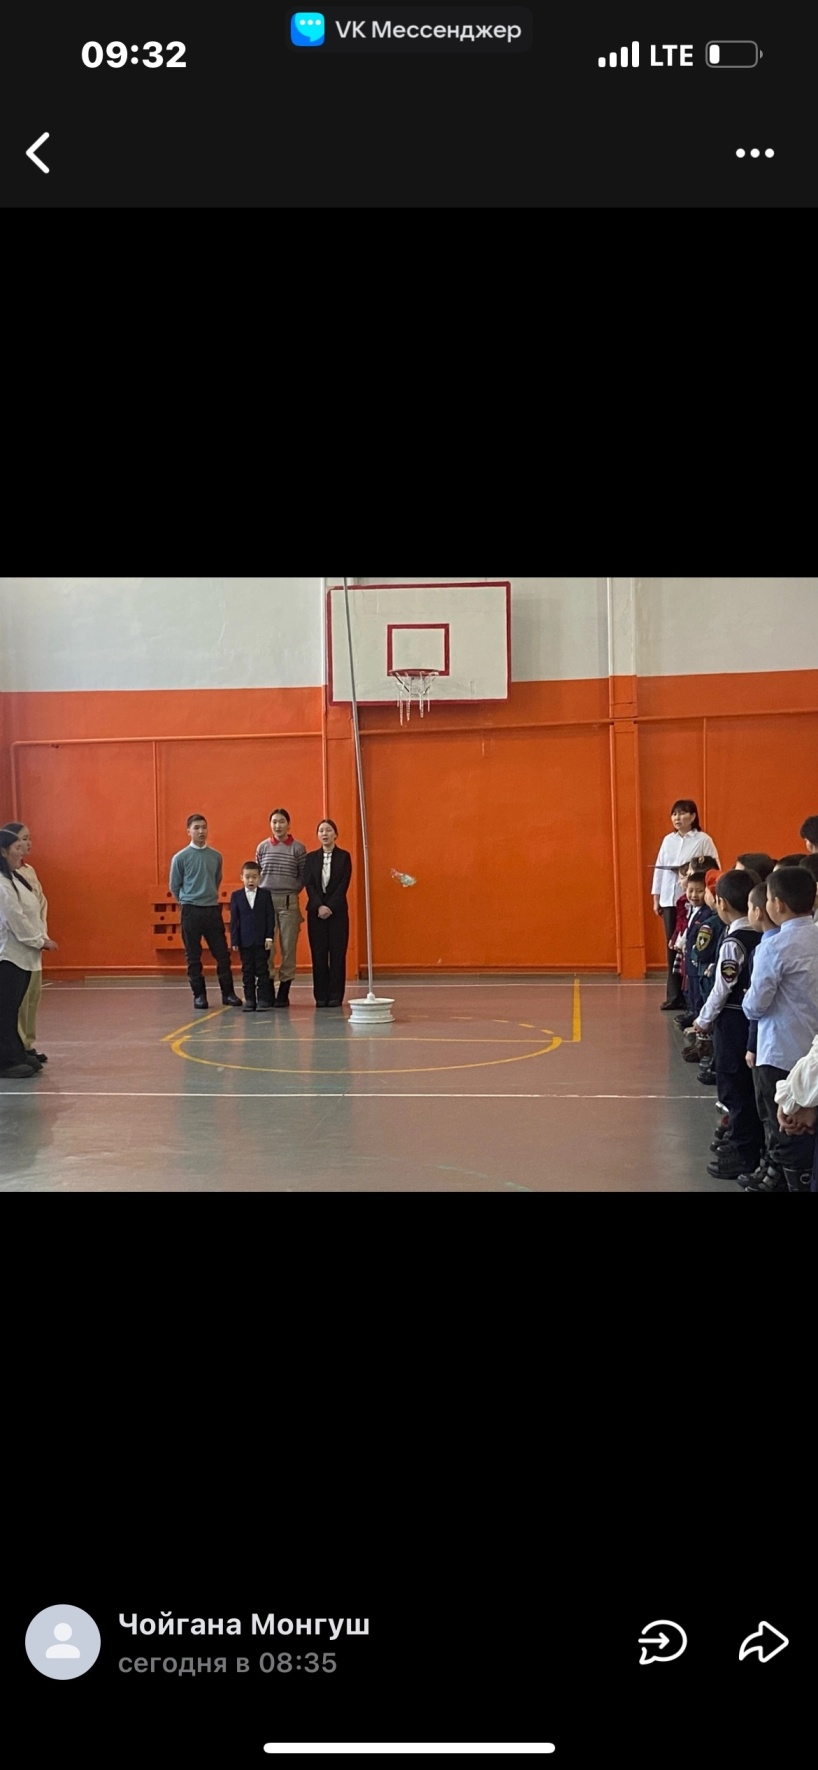 VK Мессенджер
09:32
LTE
Чойгана Монгуш
сегодня в 08:35